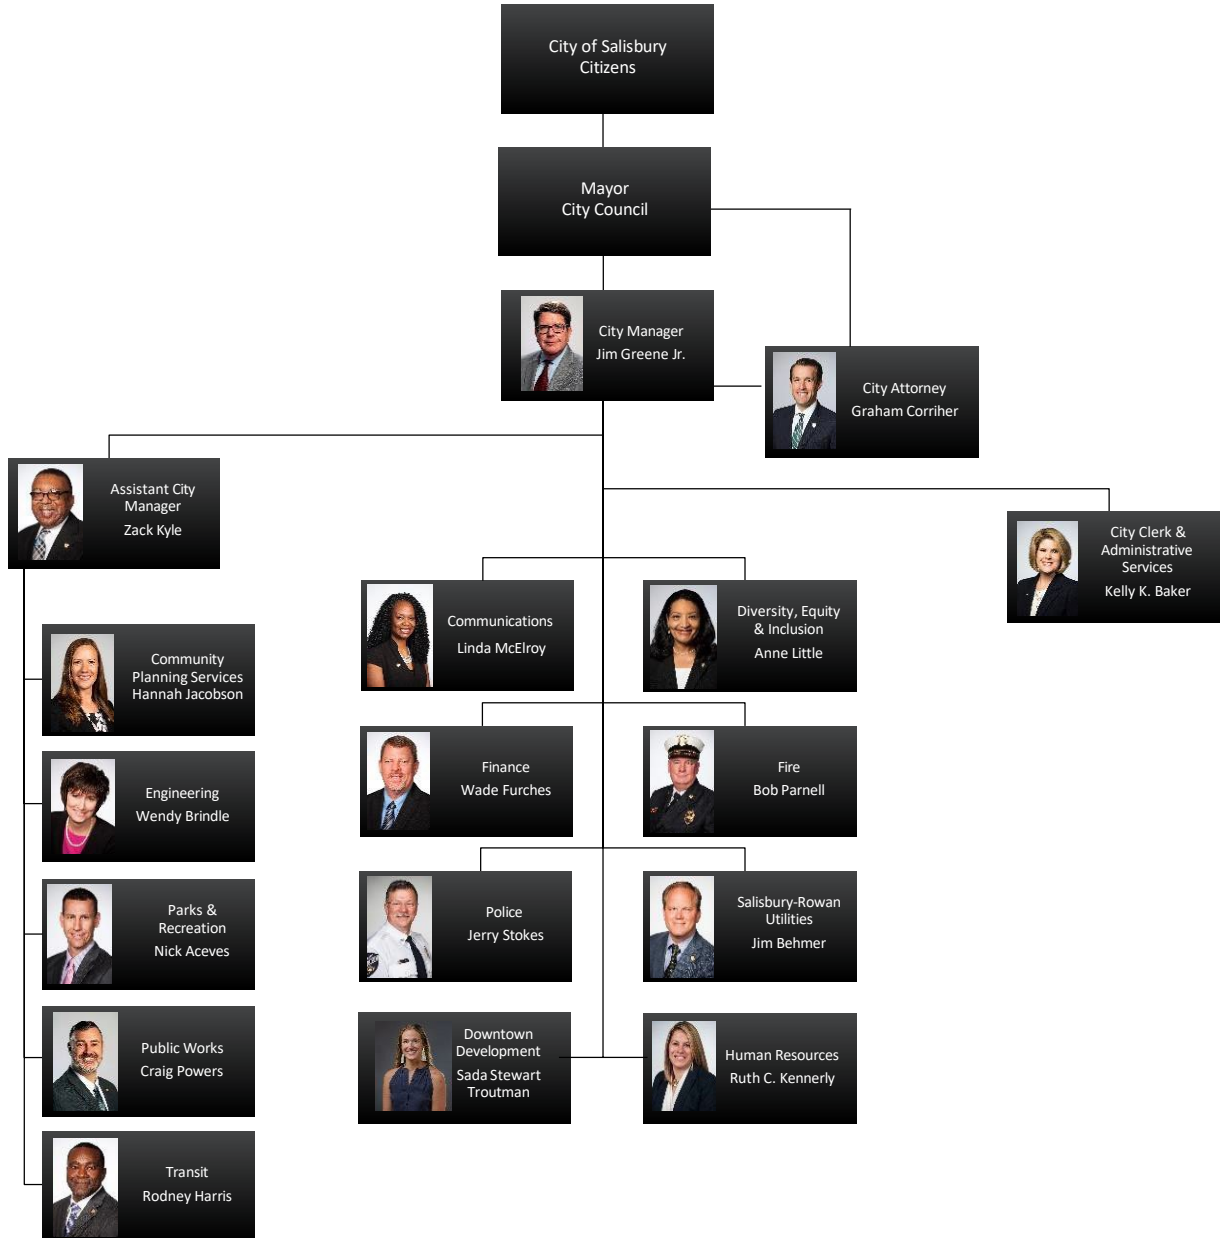 City of Salisbury
Citizens
Mayor
City Council
City Manager
Jim Greene Jr.
City Attorney
Graham Corriher
Assistant City
Manager
Zack Kyle
City Clerk &
Administrative
Services
Kelly K. Baker
Communications
Linda McElroy
Diversity, Equity
& Inclusion
Anne Little
Community
Planning Services
Hannah Jacobson
Finance
Wade Furches
Fire
Bob Parnell
Engineering
Wendy Brindle
Police
Jerry Stokes
Salisbury-Rowan
Utilities
Jim Behmer
Parks &
Recreation
Nick Aceves
Downtown
Development
Sada Stewart
Troutman
Human Resources
Ruth C. Kennerly
Public Works
Craig Powers
Transit
Rodney Harris